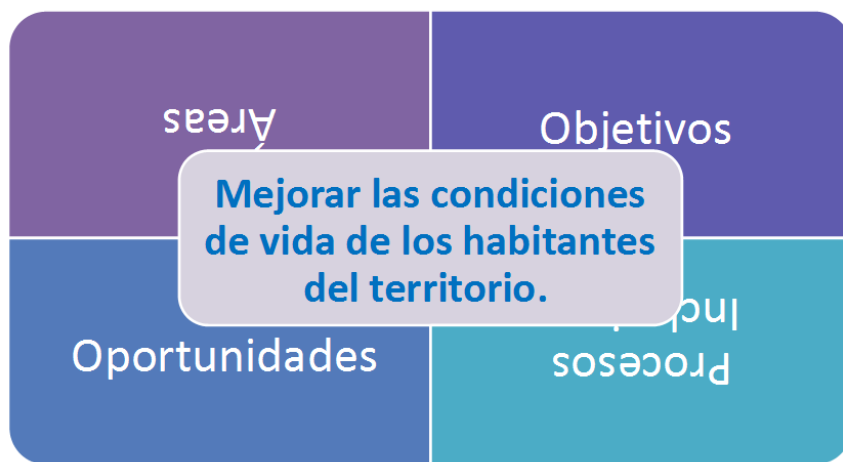 Áreas
Objetivos
Mejorar las condiciones
de vida de los habitantes
del territorio.
Oportunidades
Procesos